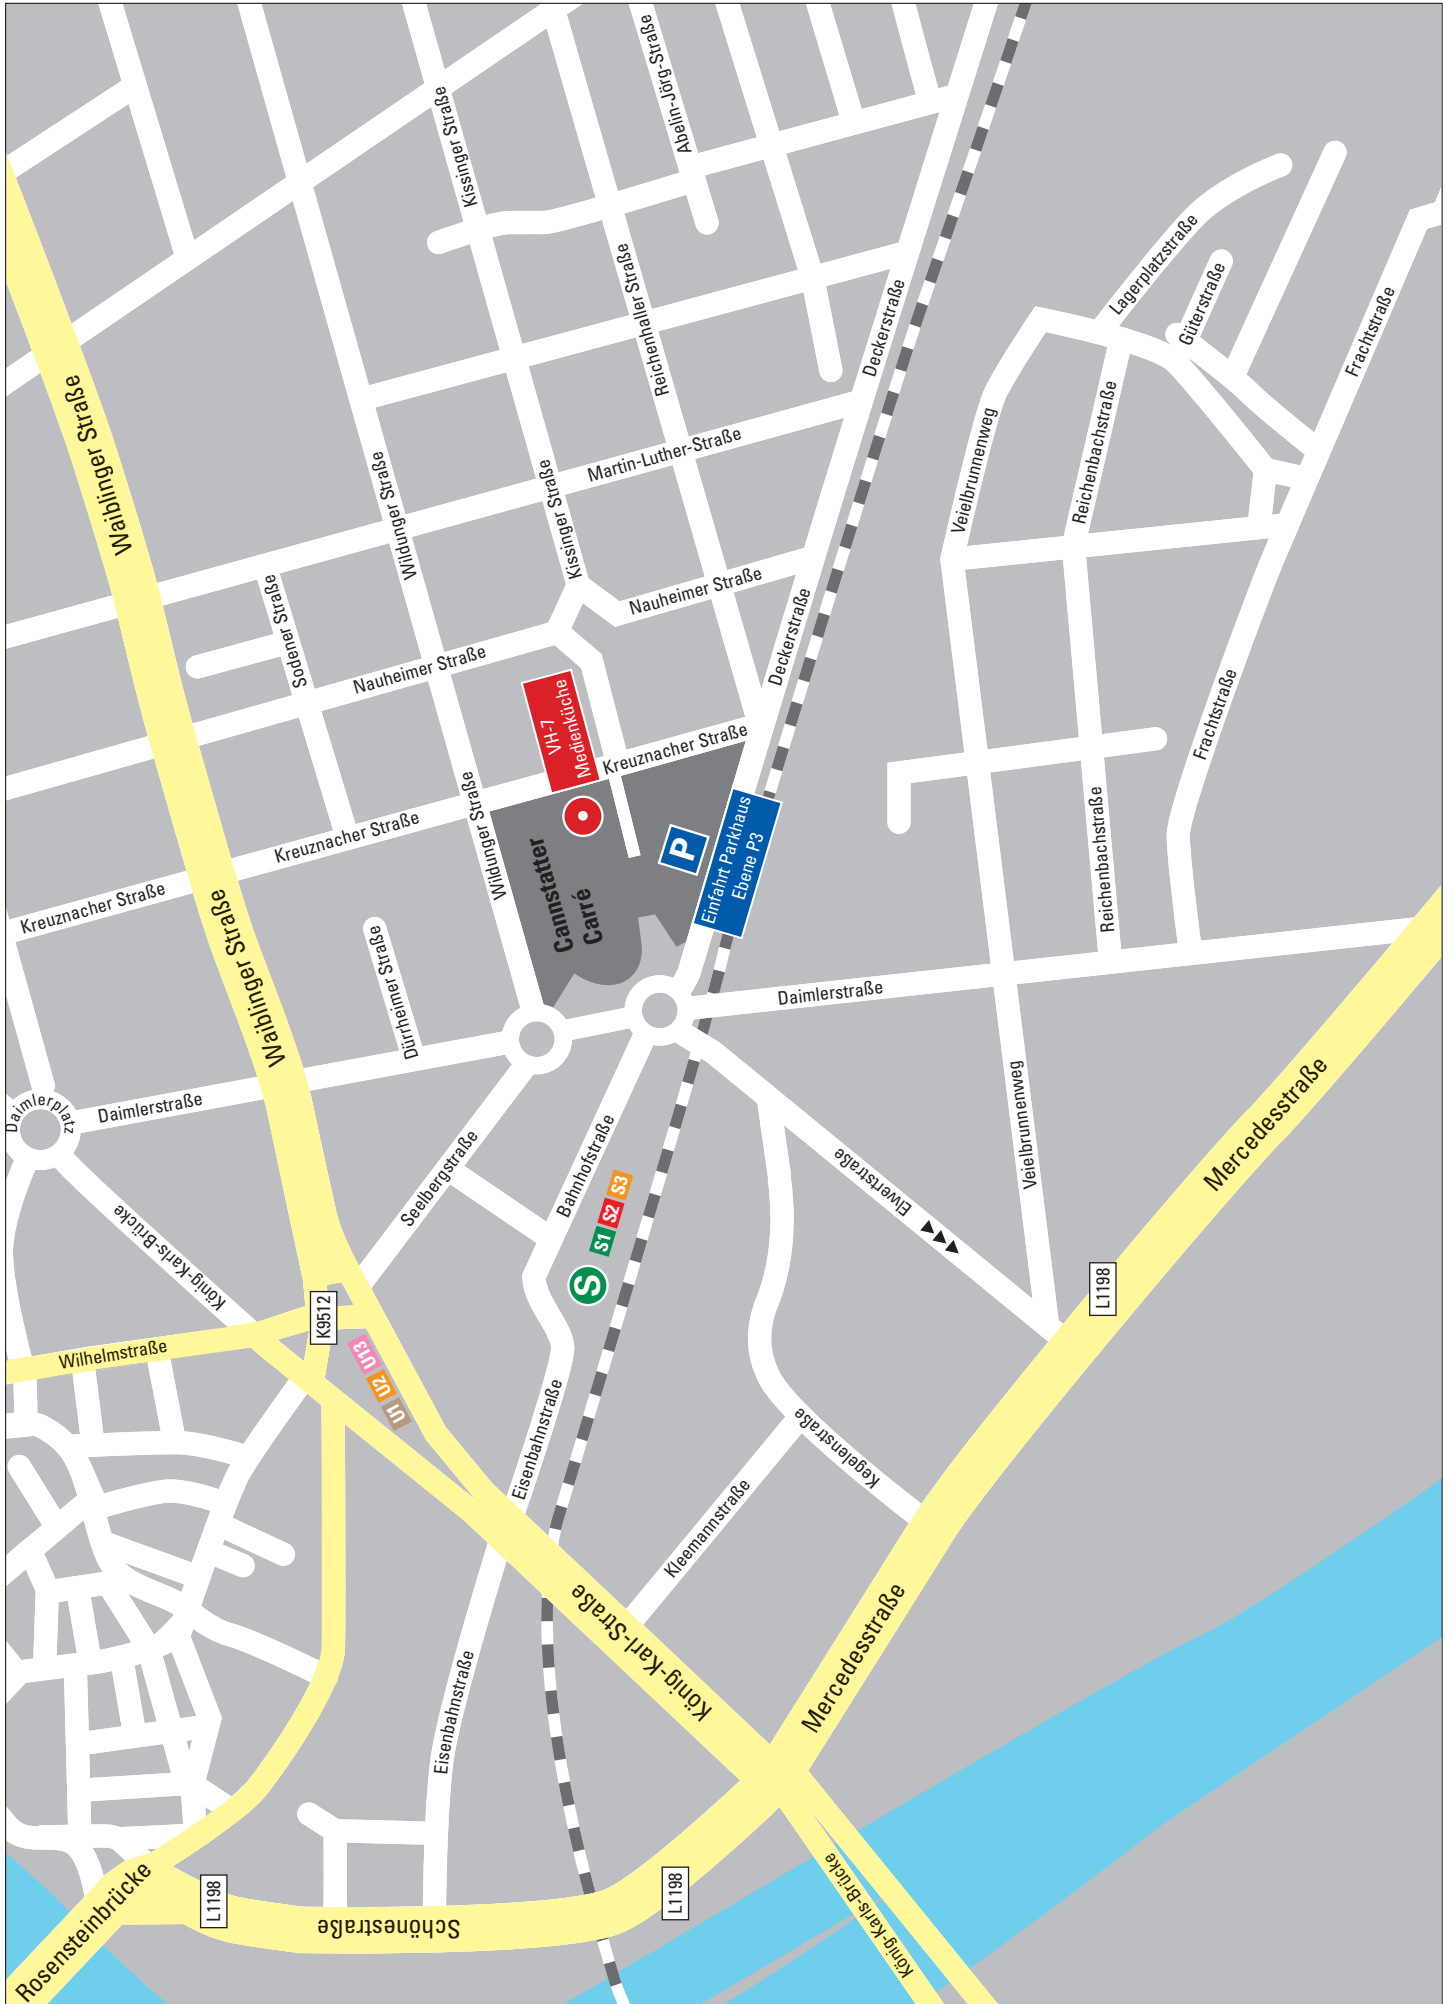 Abelin-Jörg-Straße
Kissinger Straße
Lagerplatzstraße
Güterstraße
Reichenhaller Straße
Deckerstraße
Frachtstraße
Waiblinger Straße
Veielbrunnenweg
Reichenbachstraße
Martin-Luther-Straße
Wildunger Straße
Kissinger Straße
Sodener Straße
Nauheimer Straße
Deckerstraße
Nauheimer Straße
VH-7
Medienküche
Kreuznacher Straße
Frachtstraße
Wildunger Straße
Kreuznacher Straße
Cannstatter
Carré
P
Einfahrt Parkhaus
Ebene P3
Reichenbachstraße
Kreuznacher Straße
Waiblinger Straße
Dürrheimer Straße
Daimlerstraße
Daimlerplatz
Daimlerstraße
Seelbergstraße
Bahnhofstraße
Veielbrunnenweg
Mercedesstraße
Elwertstraße
König-Karls-Brücke
S
S1
S2
S3
L1198
K9512
Wilhelmstraße
U1
U2
U13
Eisenbahnstraße
Kegelenstraße
Kleemannstraße
König-Karl-Straße
Mercedesstraße
Eisenbahnstraße
Rosensteinbrücke
L1198
Schönestraße
L1198
König-Karls-Brücke